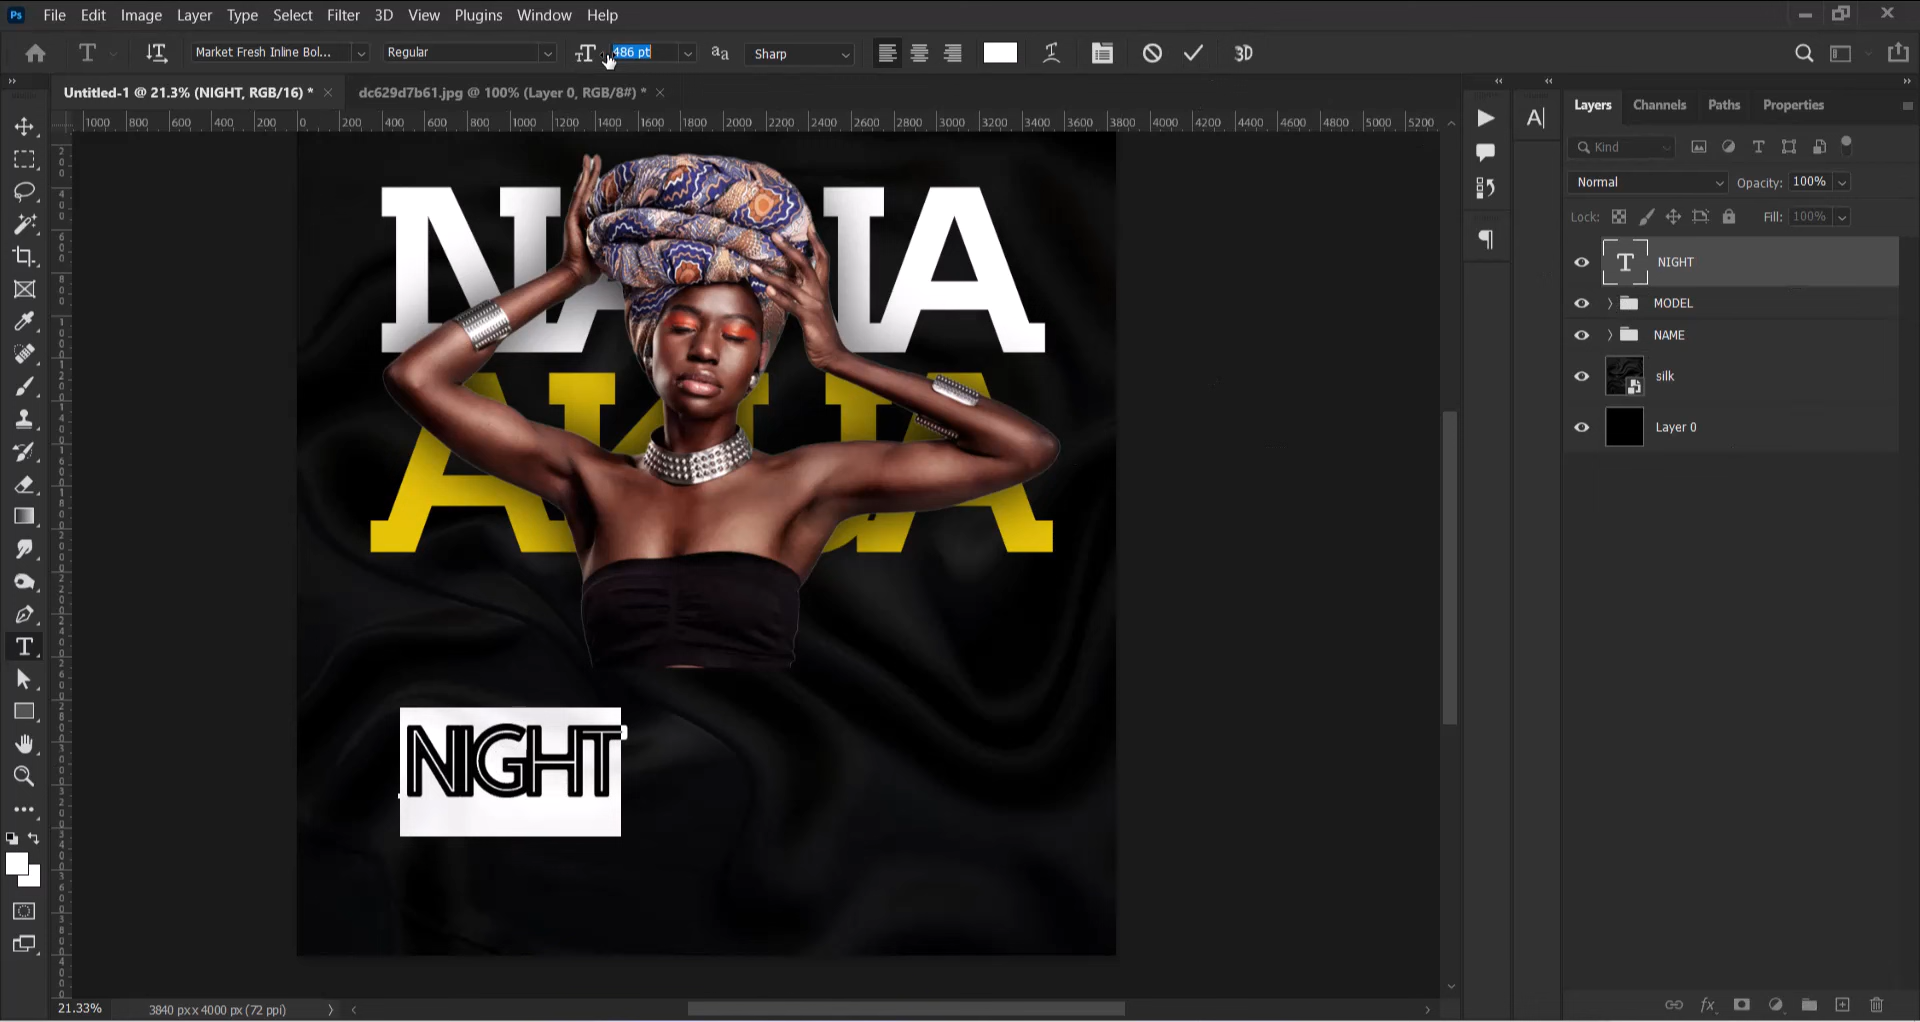 Ps File Edit Image Layer Type Select Filter 3D View Plugins Window Help
T Market Fresh Inline Bol... Regular 486 pt Sharp 3D
Untitled-1 @ 21.3% (NIGHT, RGB/16) * × dc629d7b61.jpg @ 100% (Layer 0, RGB/8#) * ×
1000 800 600 400 200 0 200 400 600 800 1000 1200 1400 1600 1800 2000 2200 2400 2600 2800 3000 3200 3400 3600 3800 4000 4200 4400 4600 4800 5000 5200
NIGHT
21.33% 3840 px x 4000 px (72 ppi)
A
Layers Channels Paths Properties
Kind
Normal Opacity: 100%
Lock: Fill: 100%
T NIGHT
MODEL
NAME
silk
Layer 0
fx